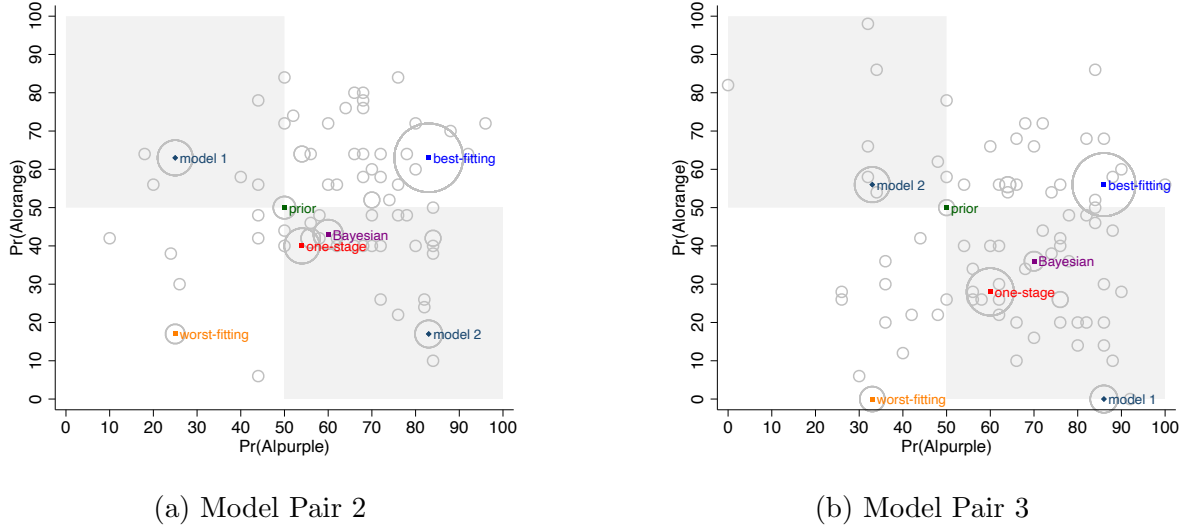 Pr(A|orange)
0 10 20 30 40 50 60 70 80 90 100
model 1
best-fitting
prior
Bayesian
one-stage
worst-fitting
model 2
0 10 20 30 40 50 60 70 80 90 100
Pr(A|purple)
(a) Model Pair 2
Pr(A|orange)
0 10 20 30 40 50 60 70 80 90 100
model 2
best-fitting
prior
Bayesian
one-stage
worst-fitting
model 1
0 10 20 30 40 50 60 70 80 90 100
Pr(A|purple)
(b) Model Pair 3